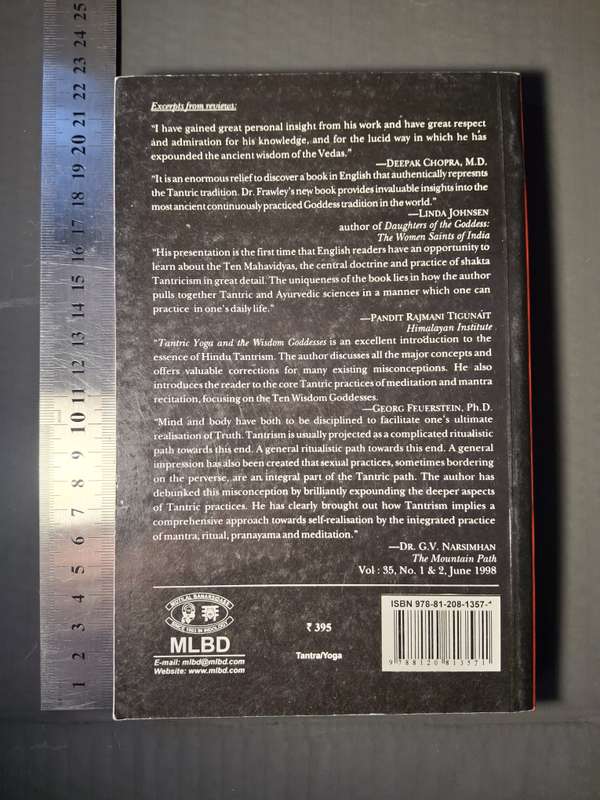 Excerpts from reviews:
"I have gained great personal insight from his work and have great respect
and admiration for his knowledge, and for the lucid way in which he has
expounded the ancient wisdom of the Vedas."
—DEEPAK CHOPRA, M.D.
"It is an enormous relief to discover a book in English that authentically represnts
the Tantric tradition. Dr. Frawley's new book provides invaluable insights into the
most ancient continuously practiced Goddess tradition in the world."
—LINDA JOHNSEN
author of Daughters of the Goddess:
The Women Saints of India
"His presentation is the first time that English readers have an opportunity to
learn about the Ten Mahavidyas, the central doctrine and practice of shakta
Tantricism in great detail. The uniqueness of the book lies in how the author
pulls together Tantric and Ayurvedic sciences in a manner which one can
practice in one's daily life."
—PANDIT RAJMANI TIGUNAIT
Himalayan Institute
"Tantric Yoga and the Wisdom Goddesses is an excellent introduction to the
essence of Hindu Tantrism. The author discusses all the major concepts and
offers valuable corrections for many existing misconceptions. He also
introduces the reader to the core Tantric practices of meditation and mantra
recitation, focusing on the Ten Wisdom Goddesses.
—GEORG FEUERSTEIN, Ph.D.
"Mind and body have both to be disciplined to facilitate one's ultimate
realisation of Truth. Tantrism is usually projected as a complicated ritualistic
path towards this end. A general ritualistic path towards this end. A general
impression has also been created that sexual practices, sometimes bordering
on the perverse, are an integral part of the Tantric path. The author has
debunked this misconception by brilliantly expounding the deeper aspects
of Tantric practices. He has clearly brought out how Tantrism implies a
comprehensive approach towards self-realisation by the integrated practice
of mantra, ritual, pranayama and meditation."
—DR. G.V. NARSIMHAN
The Mountain Path
Vol : 35, No. 1 & 2, June 1998
MOTILAL BANARSIDASS
SINCE 1903 IN INDOLOGY
MLBD
E-mail: mlbd@mlbd.com
Website: www.mlbd.com
₹ 395
Tantra/Yoga
ISBN 978-81-208-1357-
9 788120 813571
1 2 3 4 5 6 7 8 9 10 11 12 13 14 15 16 17 18 19 20 21 22 23 24 25